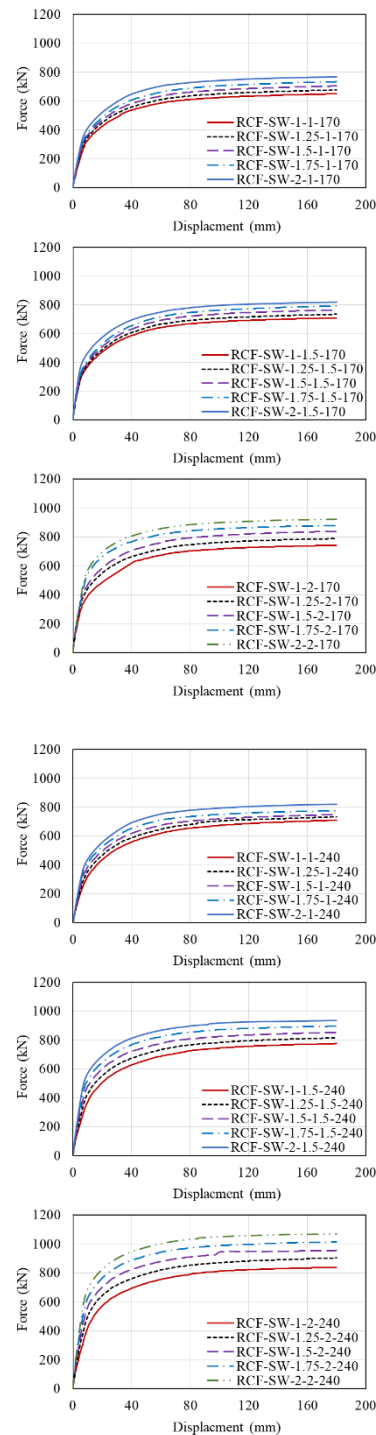 1200
1000
800
600
400
200
0
Force (kN)
RCF-SW-1-1-170
RCF-SW-1.25-1-170
RCF-SW-1.5-1-170
RCF-SW-1.75-1-170
RCF-SW-2-1-170
0 40 80 120 160 200
Displacment (mm)
1200
1000
800
600
400
200
0
Force (kN)
RCF-SW-1-1.5-170
RCF-SW-1.25-1.5-170
RCF-SW-1.5-1.5-170
RCF-SW-1.75-1.5-170
RCF-SW-2-1.5-170
0 40 80 120 160 200
Displacment (mm)
1200
1000
800
600
400
200
0
Force (kN)
RCF-SW-1-2-170
RCF-SW-1.25-2-170
RCF-SW-1.5-2-170
RCF-SW-1.75-2-170
RCF-SW-2-2-170
0 40 80 120 160 200
Displacment (mm)
1200
1000
800
600
400
200
0
Force (kN)
RCF-SW-1-1-240
RCF-SW-1.25-1-240
RCF-SW-1.5-1-240
RCF-SW-1.75-1-240
RCF-SW-2-1-240
0 40 80 120 160 200
Displacment (mm)
1200
1000
800
600
400
200
0
Force (kN)
RCF-SW-1-1.5-240
RCF-SW-1.25-1.5-240
RCF-SW-1.5-1.5-240
RCF-SW-1.75-1.5-240
RCF-SW-2-1.5-240
0 40 80 120 160 200
Displacment (mm)
1200
1000
800
600
400
200
0
Force (kN)
RCF-SW-1-2-240
RCF-SW-1.25-2-240
RCF-SW-1.5-2-240
RCF-SW-1.75-2-240
RCF-SW-2-2-240
0 40 80 120 160 200
Displacment (mm)